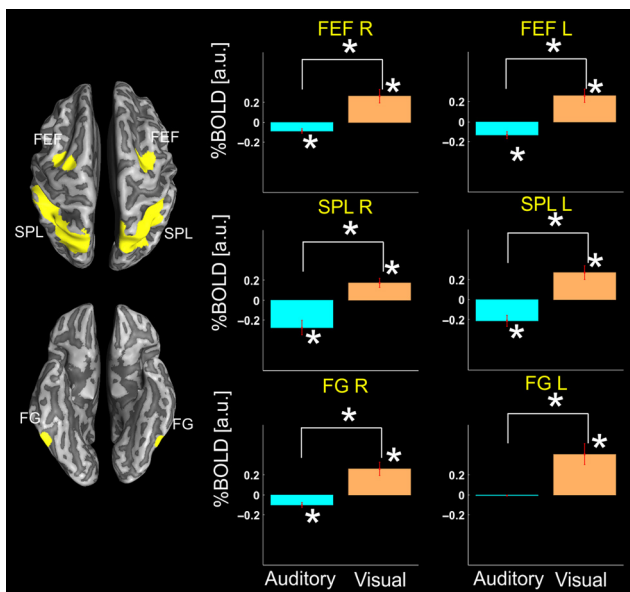 FEF R
FEF L
*
*
*
*
*
*
%BOLD [a.u.]
0.2
0
−0.2
0.2
0
−0.2
FEF
FEF
SPL
SPL
SPL R
SPL L
*
*
*
*
*
*
%BOLD [a.u.]
0.2
0
−0.2
0.2
0
−0.2
FG R
FG L
*
*
*
*
*
%BOLD [a.u.]
0.2
0
−0.2
0.2
0
−0.2
FG
FG
Auditory Visual
Auditory Visual